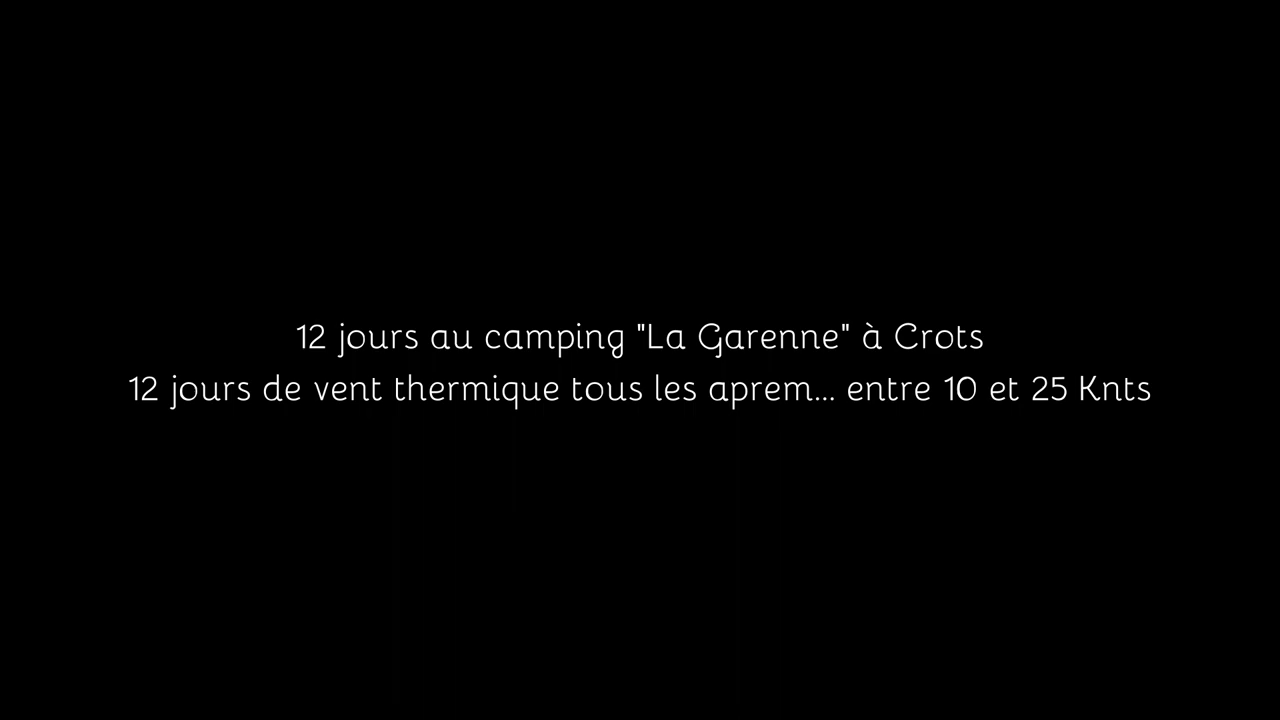 12 jours au camping "La Garenne" à Crots
12 jours de vent thermique tous les aprem... entre 10 et 25 Knts